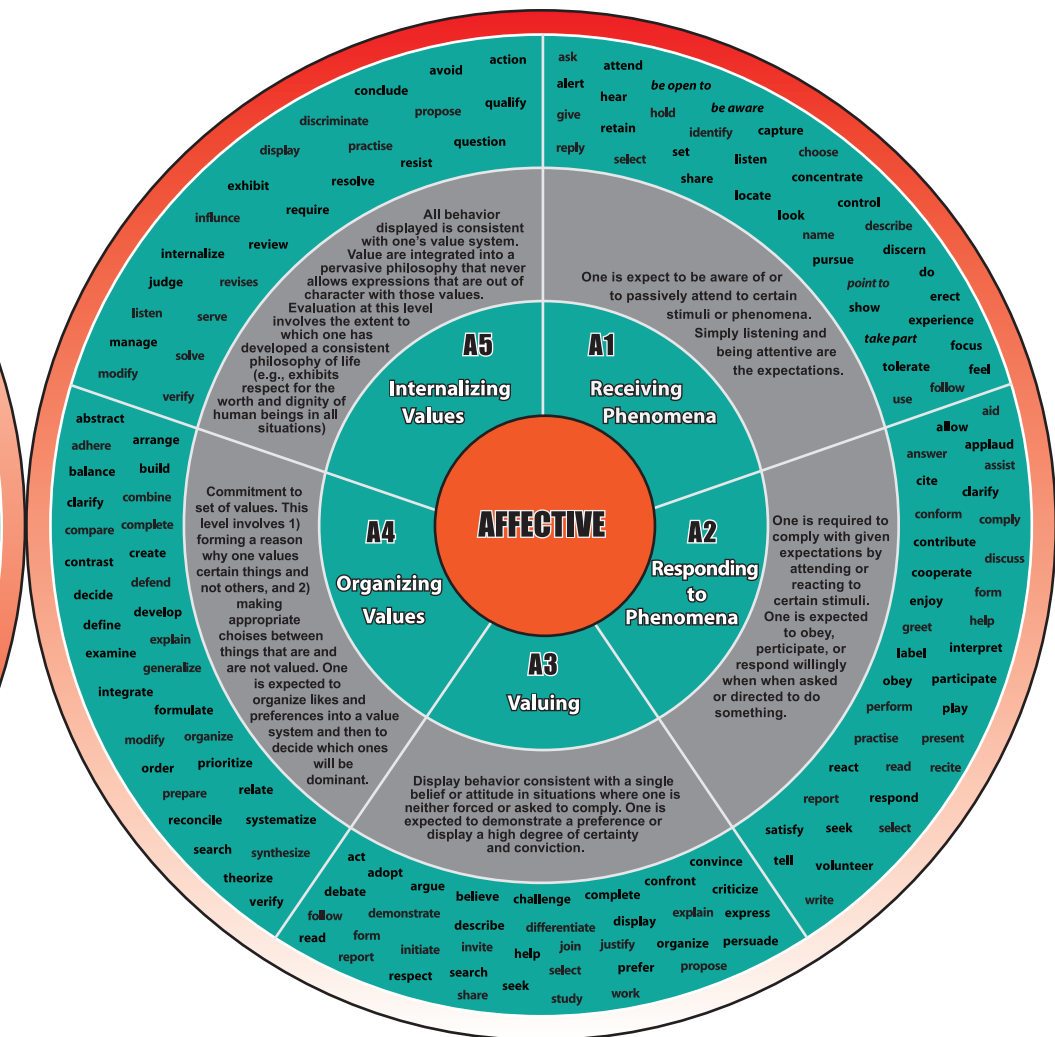 AFFECTIVE
A1
Receiving
Phenomena
One is expect to be aware of or
to passively attend to certain
stimuli or phenomena.
Simply listening and
being attentive are
the expectations.
ask
attend
alert
be open to
hear
be aware
give
hold
retain
identify
capture
reply
select
set
listen
choose
share
concentrate
locate
control
look
describe
name
discern
pursue
do
point to
erect
show
experience
take part
focus
tolerate
feel
follow
use
A2
Responding
to
Phenomena
One is required to
comply with given
expectations by
attending or
reacting to
certain stimuli.
One is expected
to obey,
perticipate, or
respond willingly
when when asked
or directed to do
something.
aid
allow
applaud
answer
assist
cite
clarify
conform
comply
contribute
discuss
cooperate
form
enjoy
help
greet
interpret
label
participate
obey
perform
play
practise
present
react
read
recite
report
respond
satisfy
seek
select
tell
volunteer
write
A3
Valuing
Display behavior consistent with a single
belief or attitude in situations where one is
neither forced or asked to comply. One is
expected to demonstrate a preference or
display a high degree of certainty
and conviction.
act
adopt
argue
believe
challenge
complete
confront
convince
criticize
debate
demonstrate
describe
differentiate
display
explain
express
follow
form
read
report
initiate
invite
help
join
justify
organize
persuade
respect
search
seek
select
prefer
propose
share
study
work
A4
Organizing
Values
Commitment to
set of values. This
level involves 1)
forming a reason
why one values
certain things and
not others, and 2)
making
appropriate
choises between
things that are and
are not valued. One
is expected to
organize likes and
preferences into a value
system and then to
decide which ones
will be
dominant.
abstract
adhere
arrange
balance
build
clarify
combine
compare
complete
contrast
create
decide
defend
define
develop
examine
explain
generalize
integrate
formulate
modify
organize
order
prioritize
prepare
relate
reconcile
systematize
search
synthesize
theorize
verify
A5
Internalizing
Values
All behavior
displayed is consistent
with one's value system.
Value are integrated into a
pervasive philosophy that never
allows expressions that are out of
character with those values.
Evaluation at this level
involves the extent to
which one has
developed a consistent
philosophy of life
(e.g., exhibits
respect for the
worth and dignity of
human beings in all
situations)
action
avoid
conclude
qualify
propose
discriminate
question
practise
display
resist
resolve
exhibit
require
influnce
review
internalize
judge
revises
listen
serve
manage
solve
modify
verify